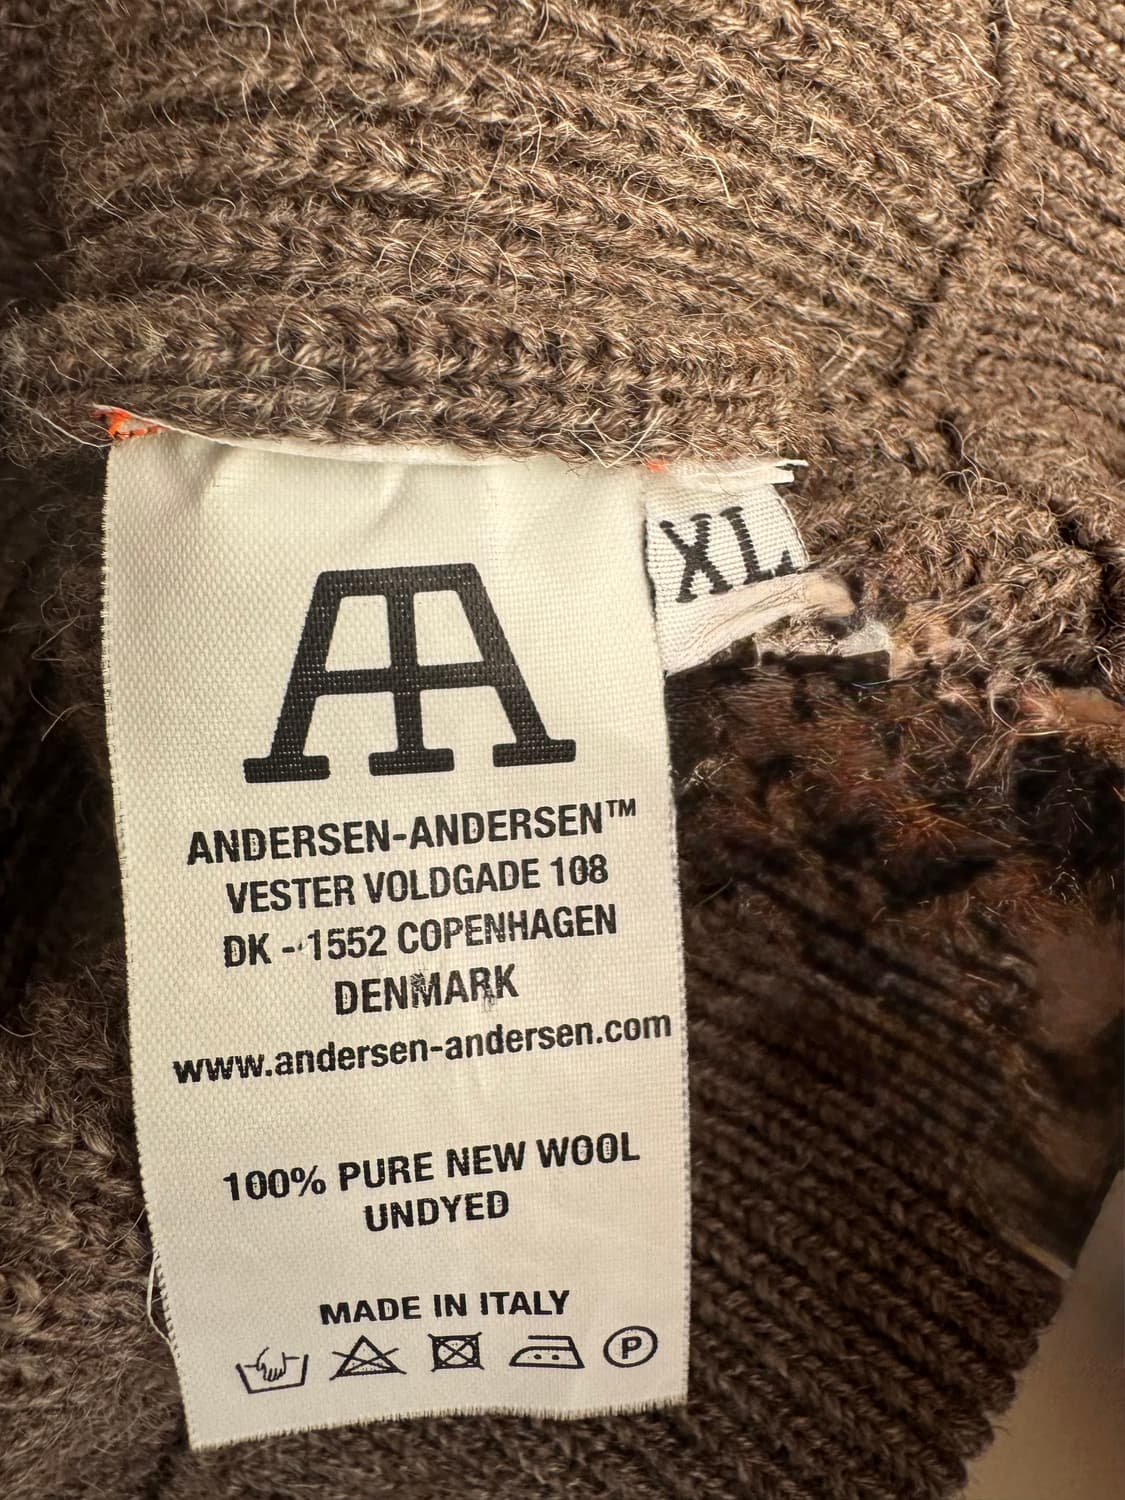 XL
ANDERSEN-ANDERSEN™
VESTER VOLDGADE 108
DK - 1552 COPENHAGEN
DENMARK
www.andersen-andersen.com
100% PURE NEW WOOL
UNDYED
MADE IN ITALY
P